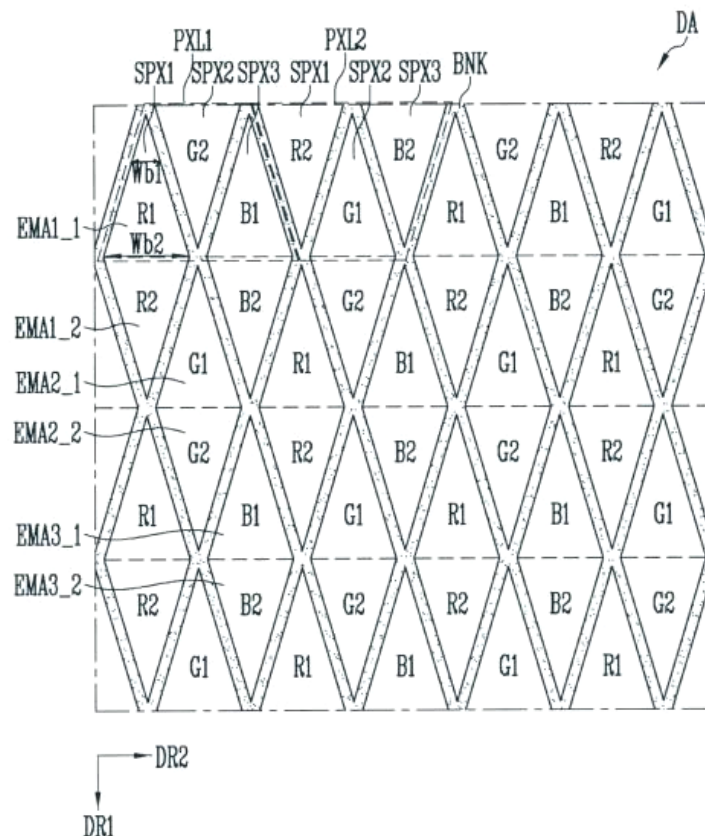 DA
PXL1 PXL2
SPX1 SPX2 SPX3 SPX1 SPX2 SPX3 BNK
G2 R2 B2 G2 R2
Wb1
EMA1_1 R1 B1 G1 R1 B1 G1
Wb2
EMA1_2 R2 B2 G2 R2 B2 G2
EMA2_1 G1 R1 B1 G1 R1
EMA2_2 G2 R2 B2 G2 R2
EMA3_1 R1 B1 G1 R1 B1 G1
EMA3_2 R2 B2 G2 R2 B2 G2
G1 R1 B1 G1 R1
DR2
DR1